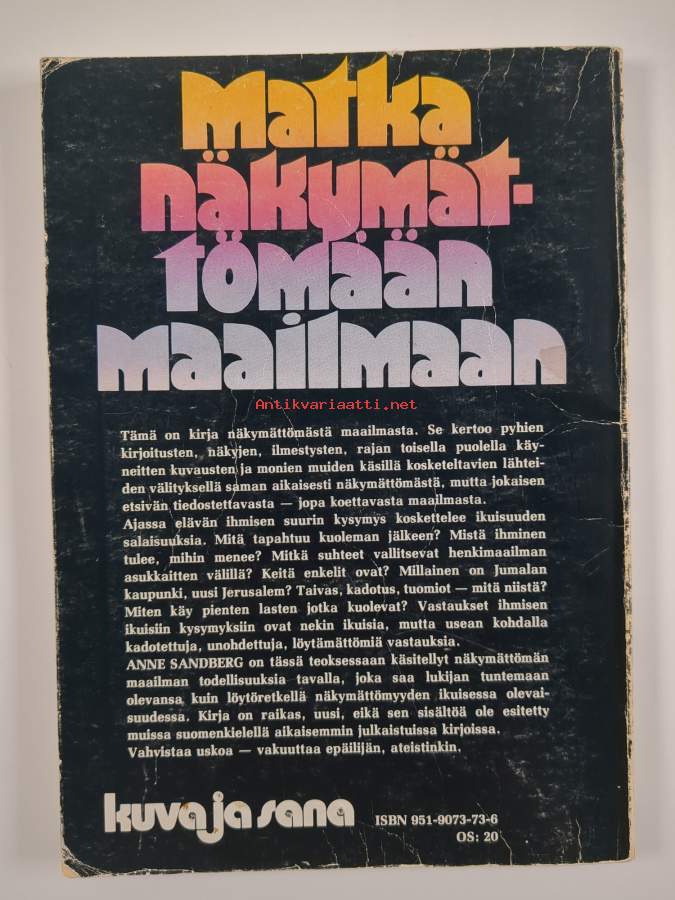 Matka
näkymät-
tömään
maailmaan
Antikvariaatti.net
Tämä on kirja näkymättömästä maailmasta. Se kertoo pyhien
kirjoitusten, näkyjen, ilmestysten, rajan toisella puolella käy-
neitten kuvausten ja monien muiden käsillä kosketeltavien lähtei-
den välityksellä saman aikaisesti näkymättömästä, mutta jokaisen
etsivän tiedostettavasta — jopa koettavasta maailmasta.
Ajassa elävän ihmisen suurin kysymys koskettelee ikuisuuden
salaisuuksia. Mitä tapahtuu kuoleman jälkeen? Mistä ihminen
tulee, mihin menee? Mitkä suhteet vallitsevat henkimaailman
asukkaitten välillä? Keitä enkelit ovat? Millainen on Jumalan
kaupunki, uusi Jerusalem? Taivas, kadotus, tuomiot — mitä niistä?
Miten käy pienten lasten jotka kuolevat? Vastaukset ihmisen
ikuisiin kysymyksiin ovat nekin ikuisia, mutta usean kohdalla
kadotettuja, unohdettuja, löytämättömiä vastauksia.
ANNE SANDBERG on tässä teoksessaan käsitellyt näkymättömän
maailman todellisuuksia tavalla, joka saa lukijan tuntemaan
olevansa kuin löytöretkellä näkymättömyyden ikuisessa olevai-
suudessa. Kirja on raikas, uusi, eikä sen sisältöä ole esitetty
muissa suomenkielellä aikaisemmin julkaistuissa kirjoissa.
Vahvistaa uskoa — vakuuttaa epäilijän, ateistinkin.
kuva ja sana
ISBN 951-9073-73-6
OS: 20